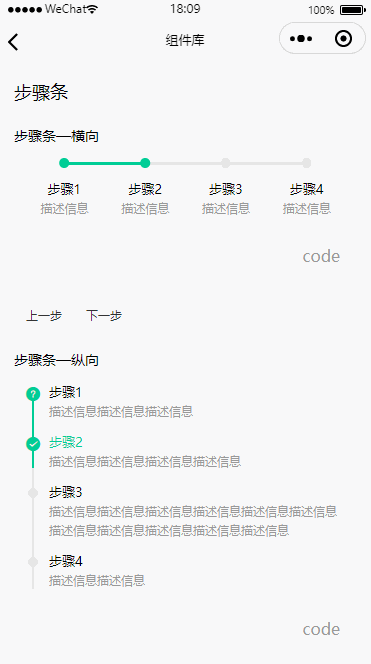 WeChat 18:09 100%
组件库
步骤条
步骤条—横向
步骤1 步骤2 步骤3 步骤4
描述信息 描述信息 描述信息 描述信息
code
上一步 下一步
步骤条—纵向
步骤1
描述信息描述信息描述信息
步骤2
描述信息描述信息描述信息描述信息
步骤3
描述信息描述信息描述信息描述信息描述信息描述信息
描述信息描述信息描述信息描述信息描述信息
步骤4
描述信息描述信息
code